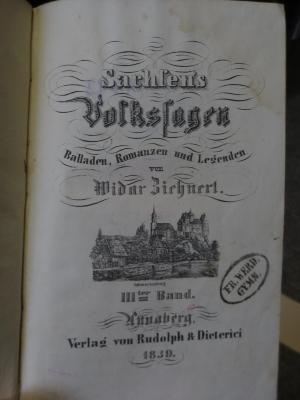 Sachsens
Volkssagen
Balladen, Romanzen und Legenden
von
Widar Ziehnert.
IIIter Band.
Annaberg,
Verlag von Rudolph & Dieterici
1839.
FR. WERD.
GYMN.